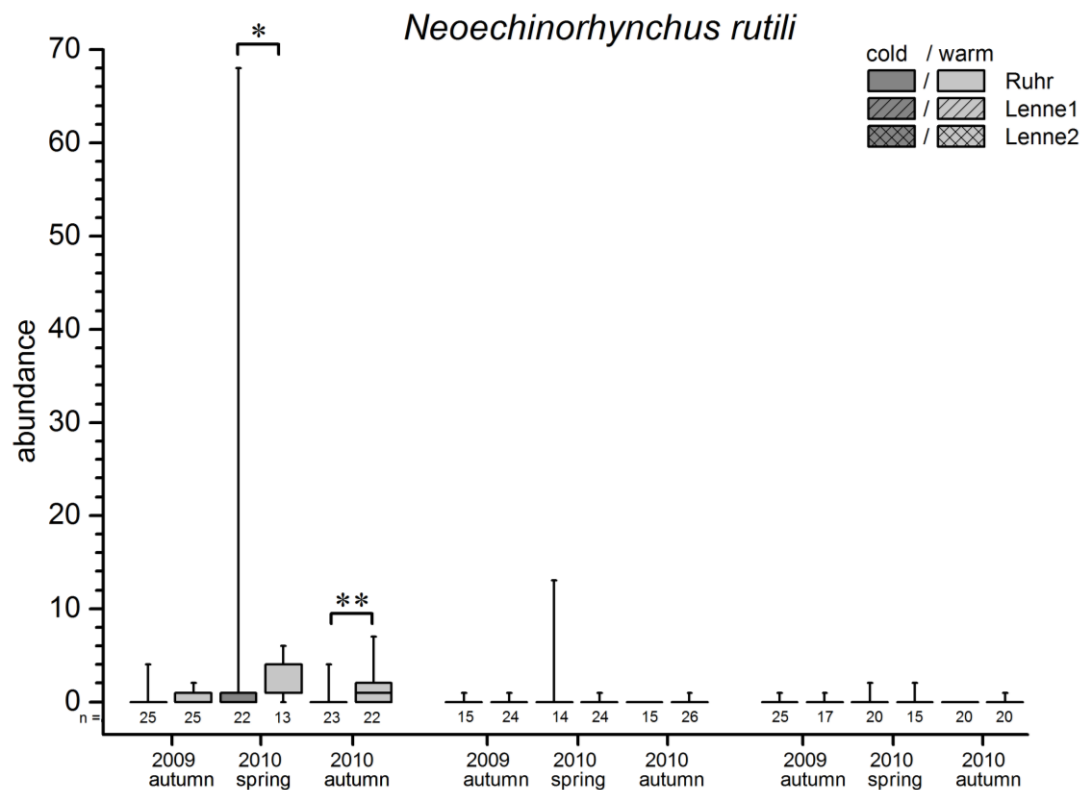 Neoechinorhynchus rutili
cold / warm
/ Ruhr
/ Lenne1
/ Lenne2
abundance
70
60
50
40
30
20
10
0
*
**
n = 25 25 22 13 23 22 15 24 14 24 15 26 25 17 20 15 20 20
2009 2010 2010 2009 2010 2010 2009 2010 2010
autumn spring autumn autumn spring autumn autumn spring autumn